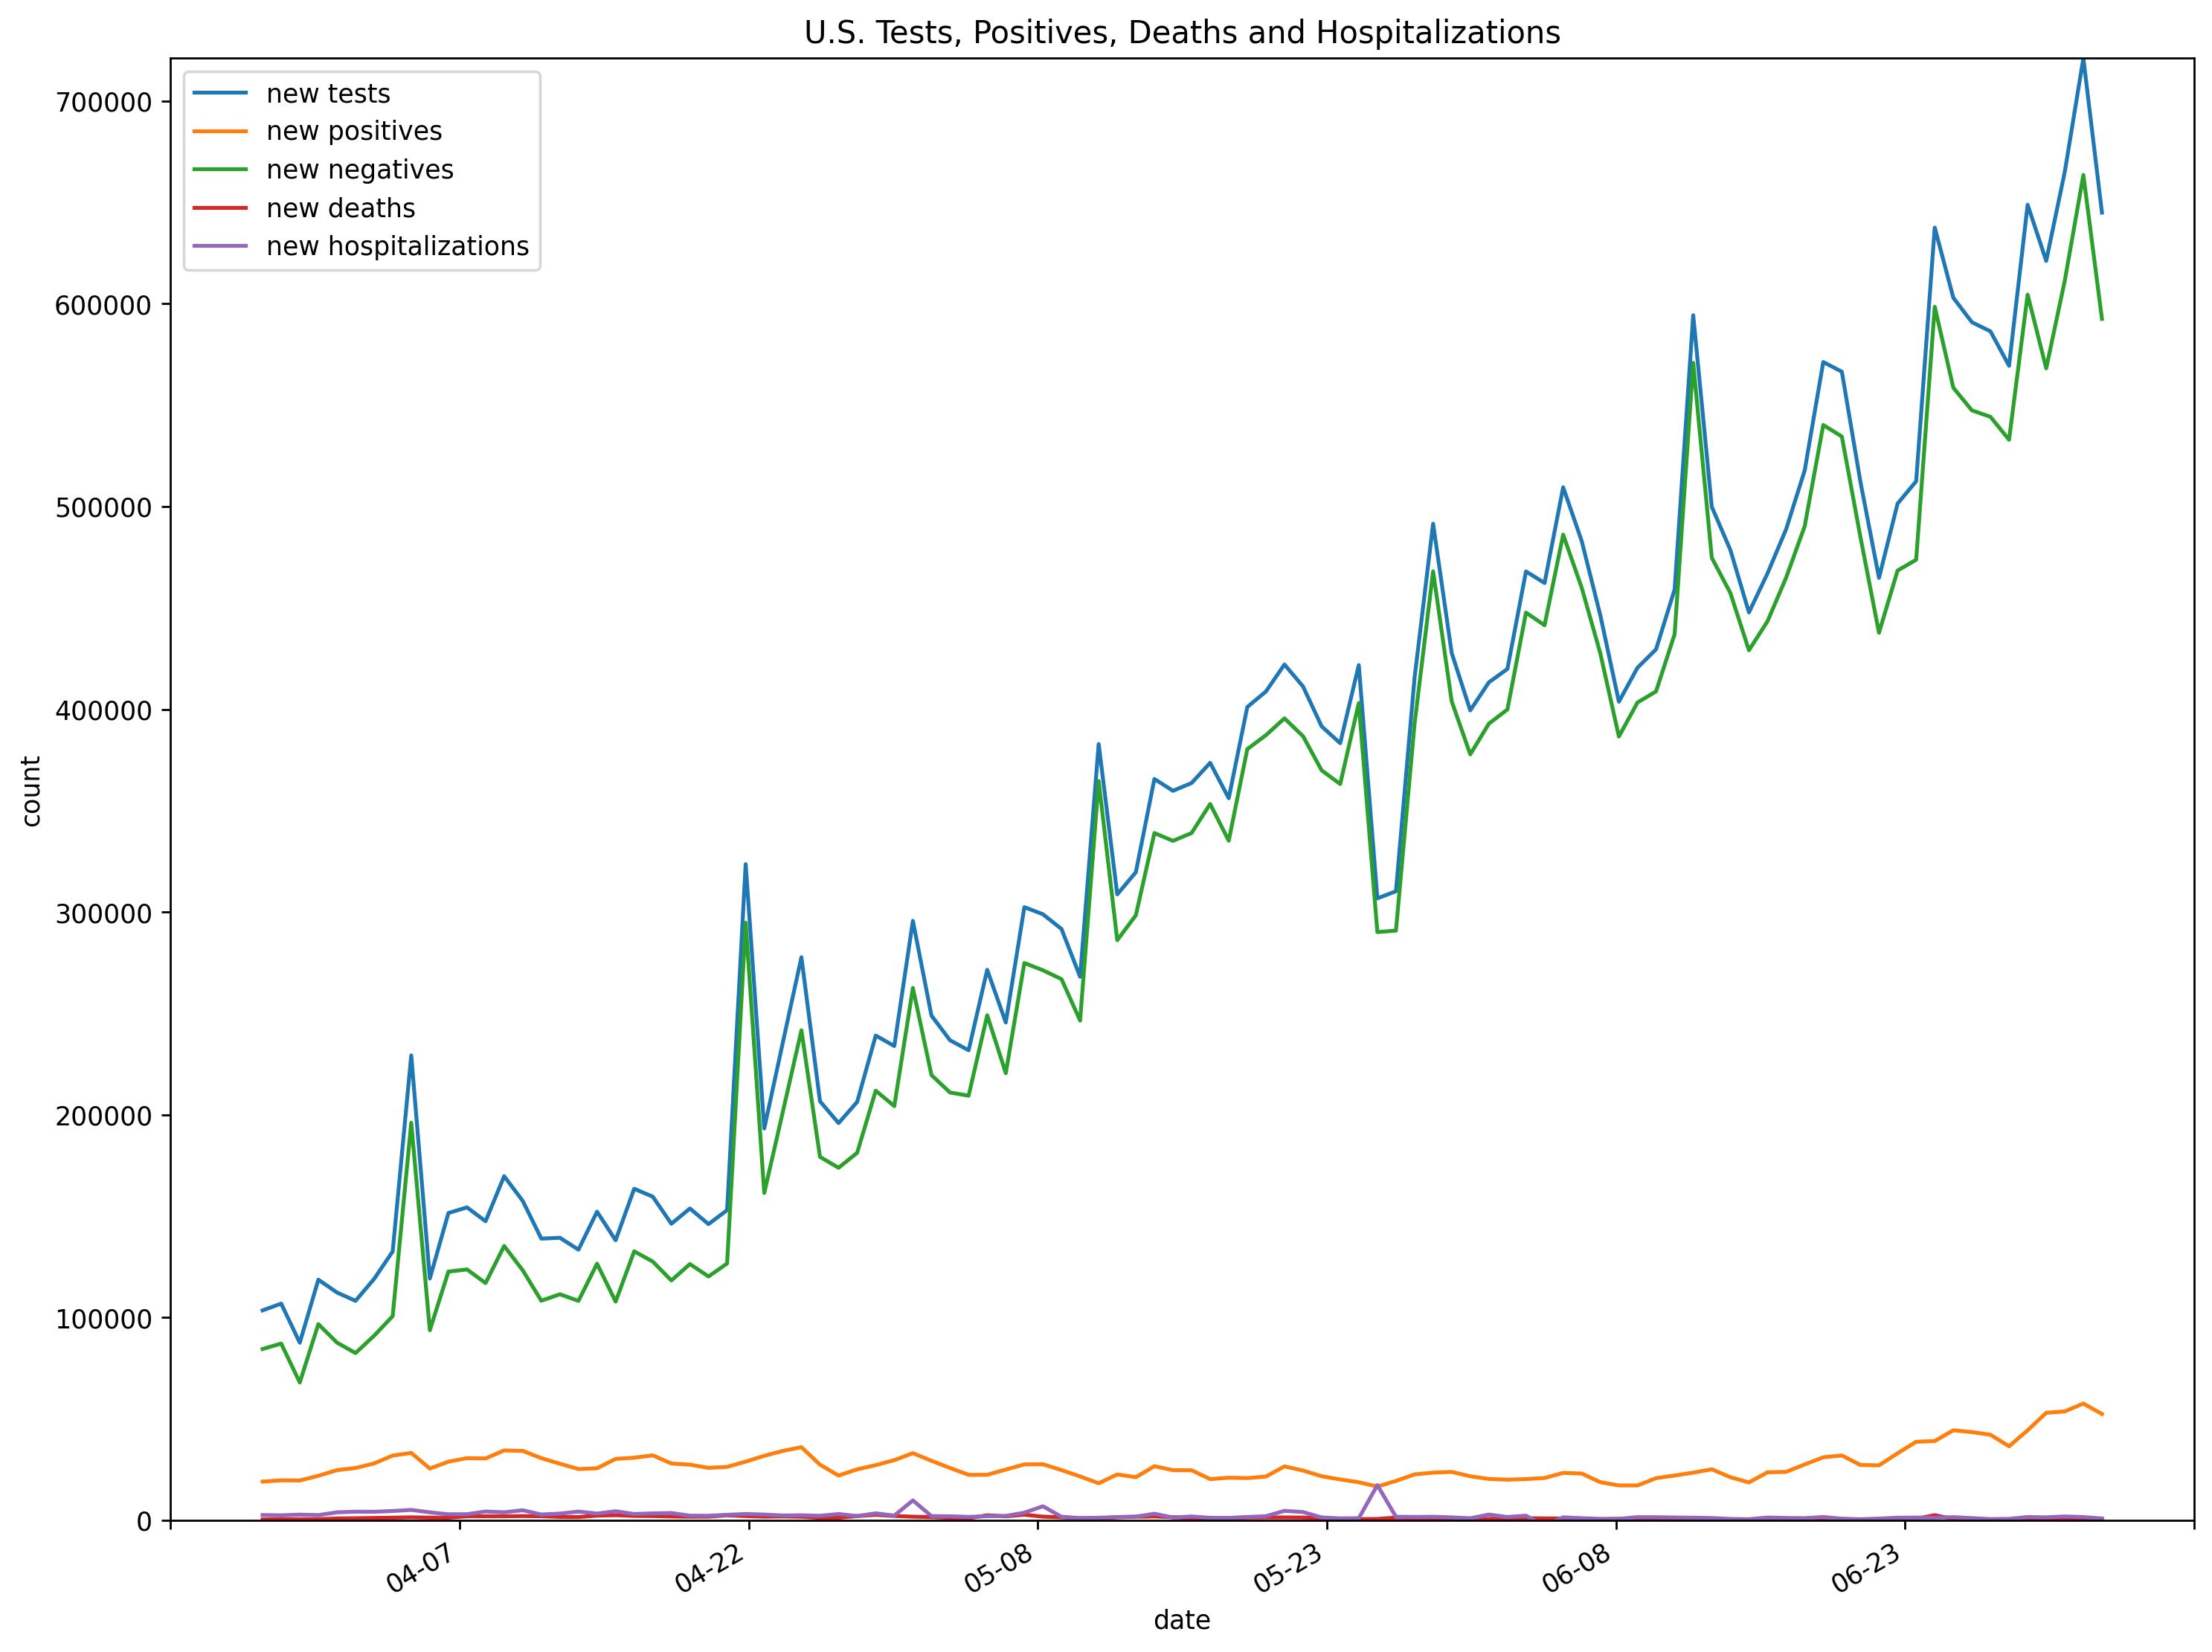 U.S. Tests, Positives, Deaths and Hospitalizations
new tests
new positives
new negatives
new deaths
new hospitalizations
700000
600000
500000
400000
300000
200000
100000
0
count
04-07
04-22
05-08
05-23
06-08
06-23
date